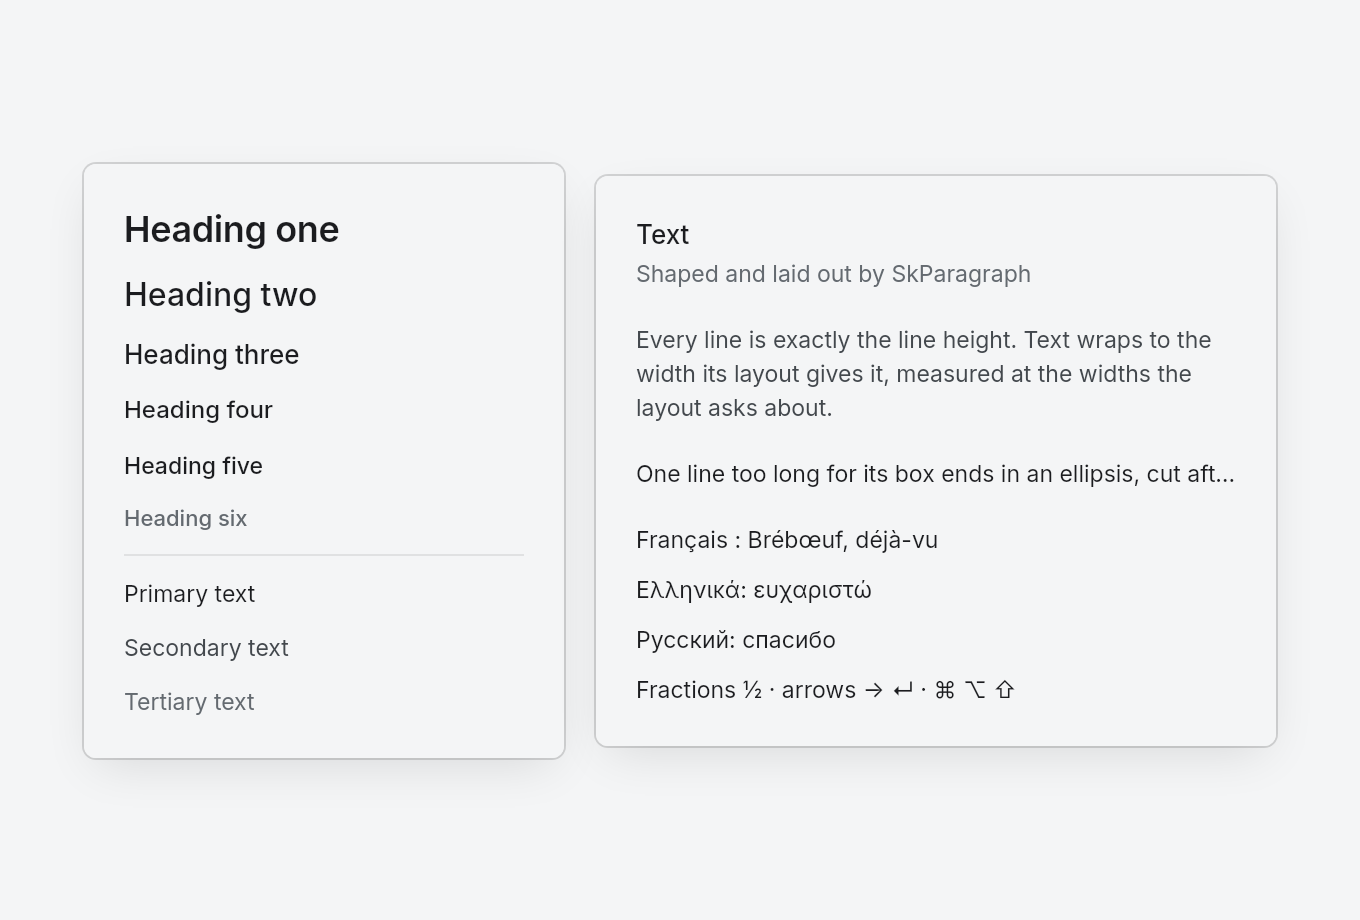 Heading one
Heading two
Heading three
Heading four
Heading five
Heading six
Primary text
Secondary text
Tertiary text
Text
Shaped and laid out by SkParagraph
Every line is exactly the line height. Text wraps to the
width its layout gives it, measured at the widths the
layout asks about.
One line too long for its box ends in an ellipsis, cut aft…
Français : Brébœuf, déjà-vu
Ελληνικά: ευχαριστώ
Русский: спасибо
Fractions ½ · arrows → ↵ · ⌘ ⌥ ⇧